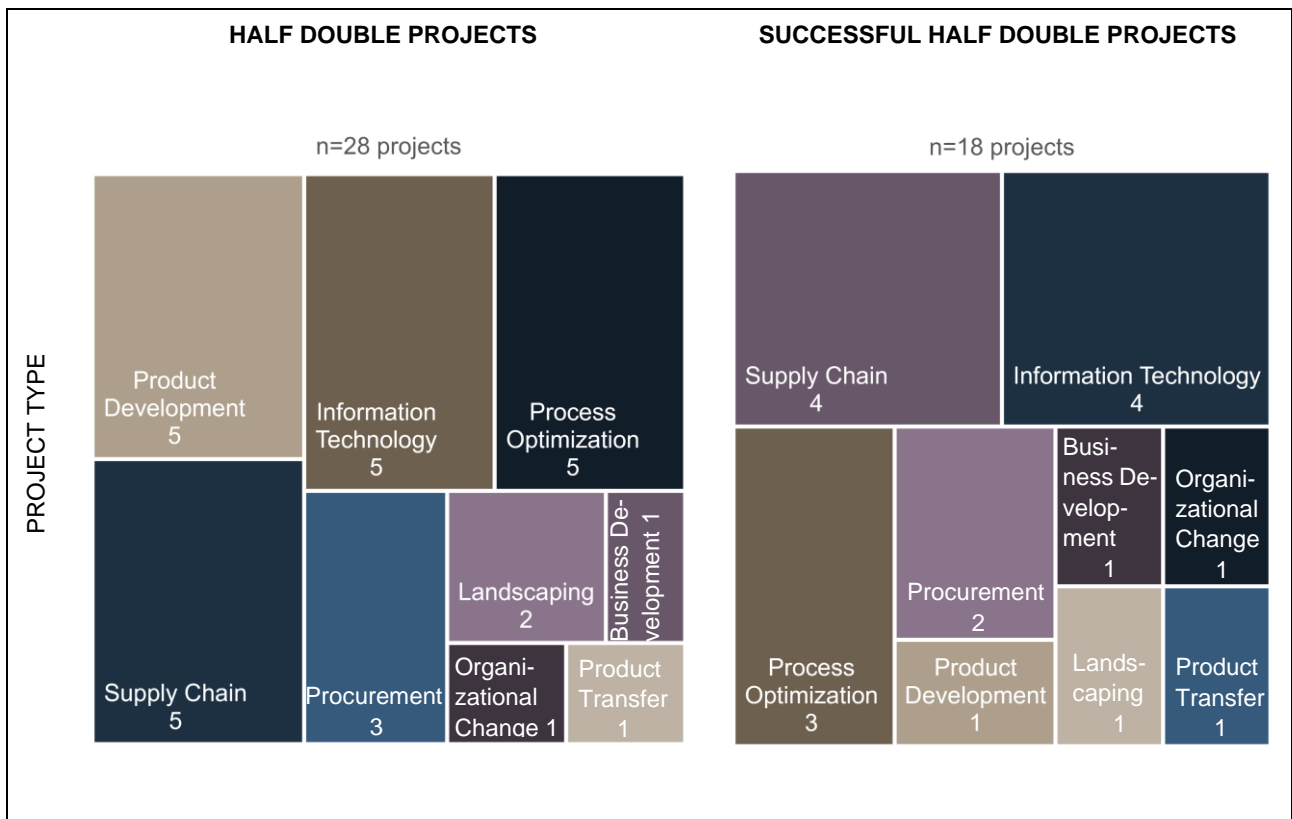 HALF DOUBLE PROJECTS
SUCCESSFUL HALF DOUBLE PROJECTS
PROJECT TYPE
n=28 projects
Product
Development
5
Information
Technology
5
Process
Optimization
5
Supply Chain
5
Procurement
3
Landscaping
2
Business De-
velopment 1
Organi-
zational
Change 1
Product
Transfer
1
n=18 projects
Supply Chain
4
Information Technology
4
Process
Optimization
3
Procurement
2
Product
Development
1
Busi-
ness De-
velop-
ment
1
Organi-
zational
Change
1
Lands-
caping
1
Product
Transfer
1